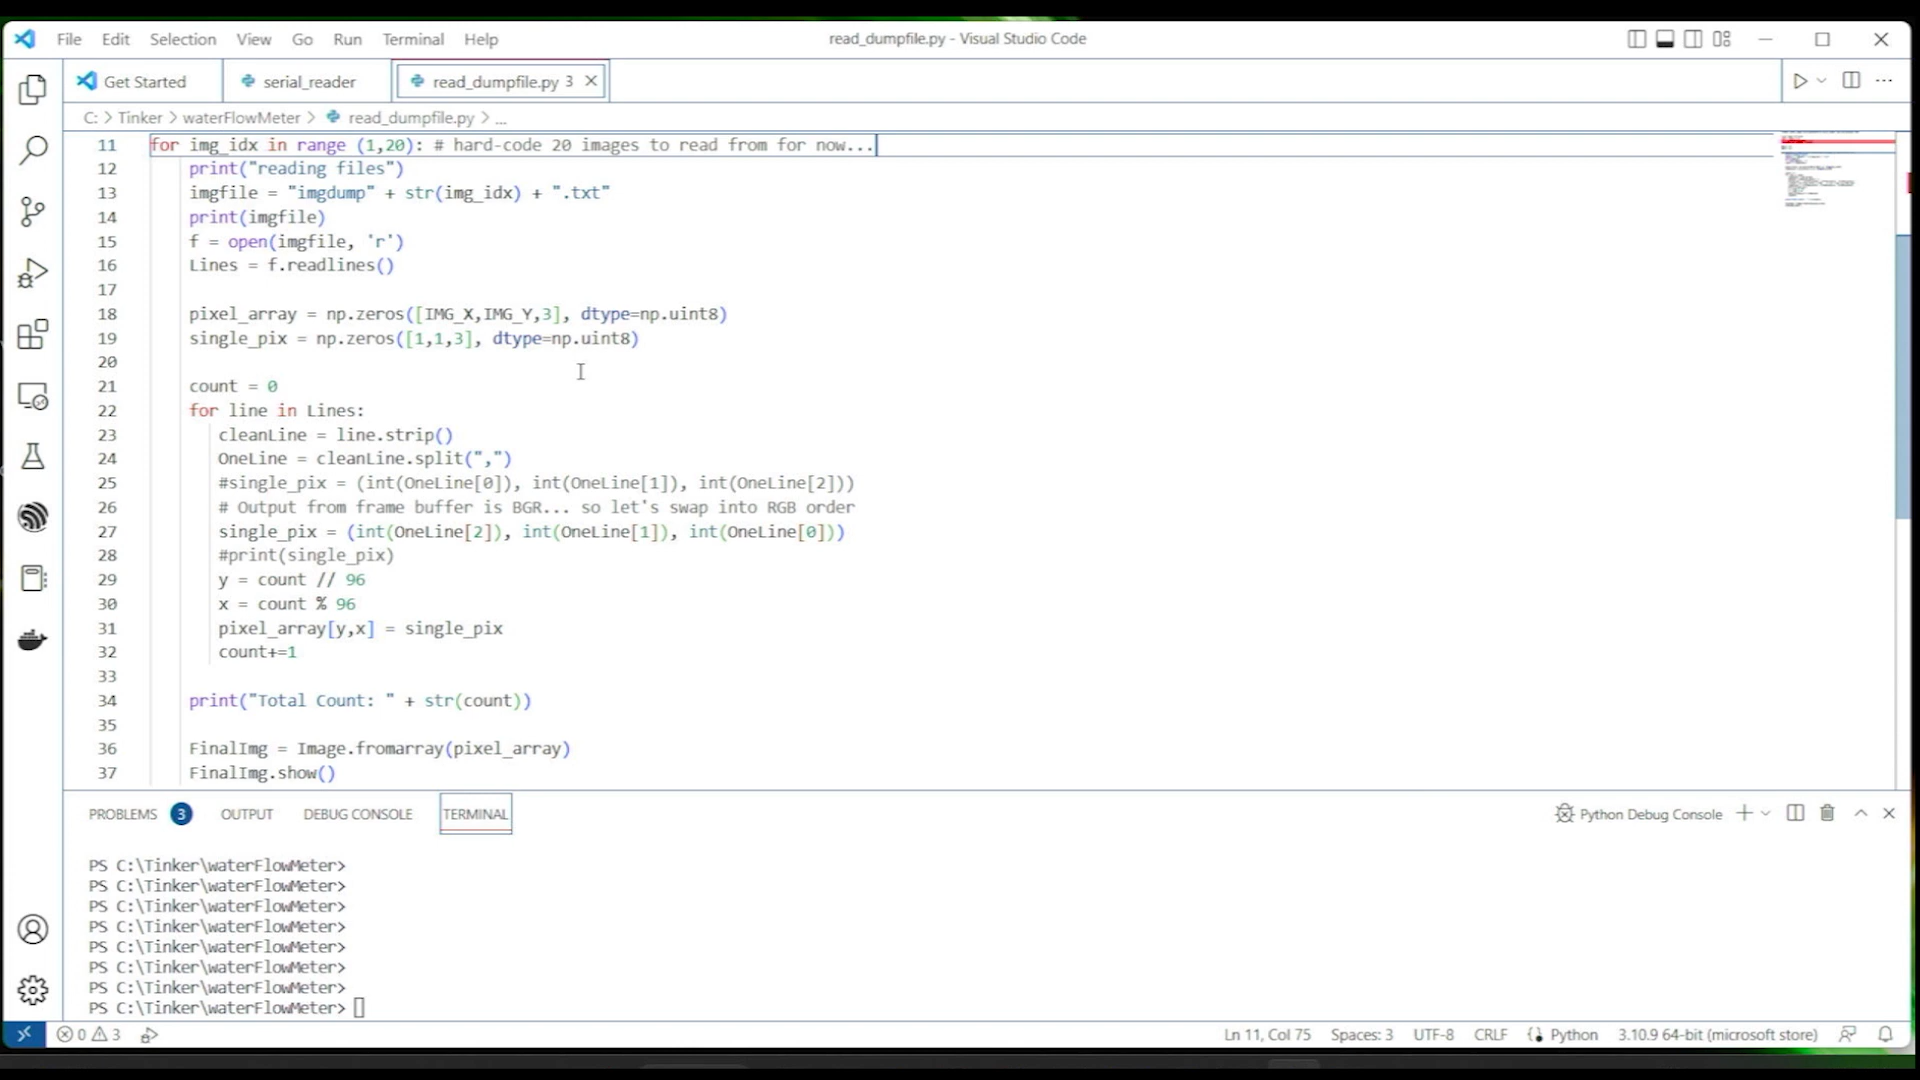 File Edit Selection View Go Run Terminal Help
read_dumpfile.py - Visual Studio Code
Get Started
serial_reader
read_dumpfile.py 3
C: > Tinker > waterFlowMeter > read_dumpfile.py > ...
11 for img_idx in range (1,20): # hard-code 20 images to read from for now...
12 print("reading files")
13 imgfile = "imgdump" + str(img_idx) + ".txt"
14 print(imgfile)
15 f = open(imgfile, 'r')
16 Lines = f.readlines()
17
18 pixel_array = np.zeros([IMG_X,IMG_Y,3], dtype=np.uint8)
19 single_pix = np.zeros([1,1,3], dtype=np.uint8)
20
21 count = 0
22 for line in Lines:
23 cleanLine = line.strip()
24 OneLine = cleanLine.split(",")
25 #single_pix = (int(OneLine[0]), int(OneLine[1]), int(OneLine[2]))
26 # Output from frame buffer is BGR... so let's swap into RGB order
27 single_pix = (int(OneLine[2]), int(OneLine[1]), int(OneLine[0]))
28 #print(single_pix)
29 y = count // 96
30 x = count % 96
31 pixel_array[y,x] = single_pix
32 count+=1
33
34 print("Total Count: " + str(count))
35
36 FinalImg = Image.fromarray(pixel_array)
37 FinalImg.show()
PROBLEMS 3 OUTPUT DEBUG CONSOLE TERMINAL
Python Debug Console
PS C:\Tinker\waterFlowMeter>
PS C:\Tinker\waterFlowMeter>
PS C:\Tinker\waterFlowMeter>
PS C:\Tinker\waterFlowMeter>
PS C:\Tinker\waterFlowMeter>
PS C:\Tinker\waterFlowMeter>
PS C:\Tinker\waterFlowMeter>
PS C:\Tinker\waterFlowMeter>
0 3
Ln 11, Col 75 Spaces: 3 UTF-8 CRLF Python 3.10.9 64-bit (microsoft store)